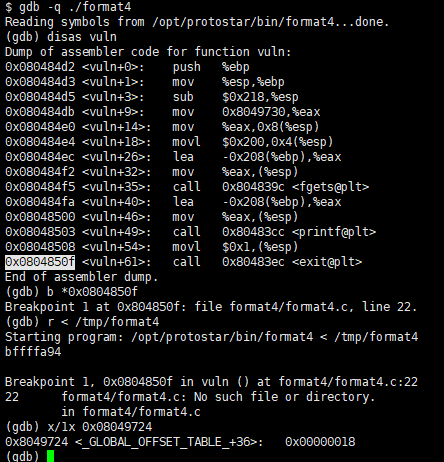 $ gdb -q ./format4
Reading symbols from /opt/protostar/bin/format4...done.
(gdb) disas vuln
Dump of assembler code for function vuln:
0x080484d2 <vuln+0>:    push   %ebp
0x080484d3 <vuln+1>:    mov    %esp,%ebp
0x080484d5 <vuln+3>:    sub    $0x218,%esp
0x080484db <vuln+9>:    mov    0x8049730,%eax
0x080484e0 <vuln+14>:   mov    %eax,0x8(%esp)
0x080484e4 <vuln+18>:   movl   $0x200,0x4(%esp)
0x080484ec <vuln+26>:   lea    -0x208(%ebp),%eax
0x080484f2 <vuln+32>:   mov    %eax,(%esp)
0x080484f5 <vuln+35>:   call   0x804839c <fgets@plt>
0x080484fa <vuln+40>:   lea    -0x208(%ebp),%eax
0x08048500 <vuln+46>:   mov    %eax,(%esp)
0x08048503 <vuln+49>:   call   0x80483cc <printf@plt>
0x08048508 <vuln+54>:   movl   $0x1,(%esp)
0x0804850f <vuln+61>:   call   0x80483ec <exit@plt>
End of assembler dump.
(gdb) b *0x0804850f
Breakpoint 1 at 0x804850f: file format4/format4.c, line 22.
(gdb) r < /tmp/format4
Starting program: /opt/protostar/bin/format4 < /tmp/format4
bffffa94
Breakpoint 1, 0x0804850f in vuln () at format4/format4.c:22
22      format4/format4.c: No such file or directory.
        in format4/format4.c
(gdb) x/1x 0x08049724
0x8049724 <_GLOBAL_OFFSET_TABLE_+36>:   0x00000018
(gdb)